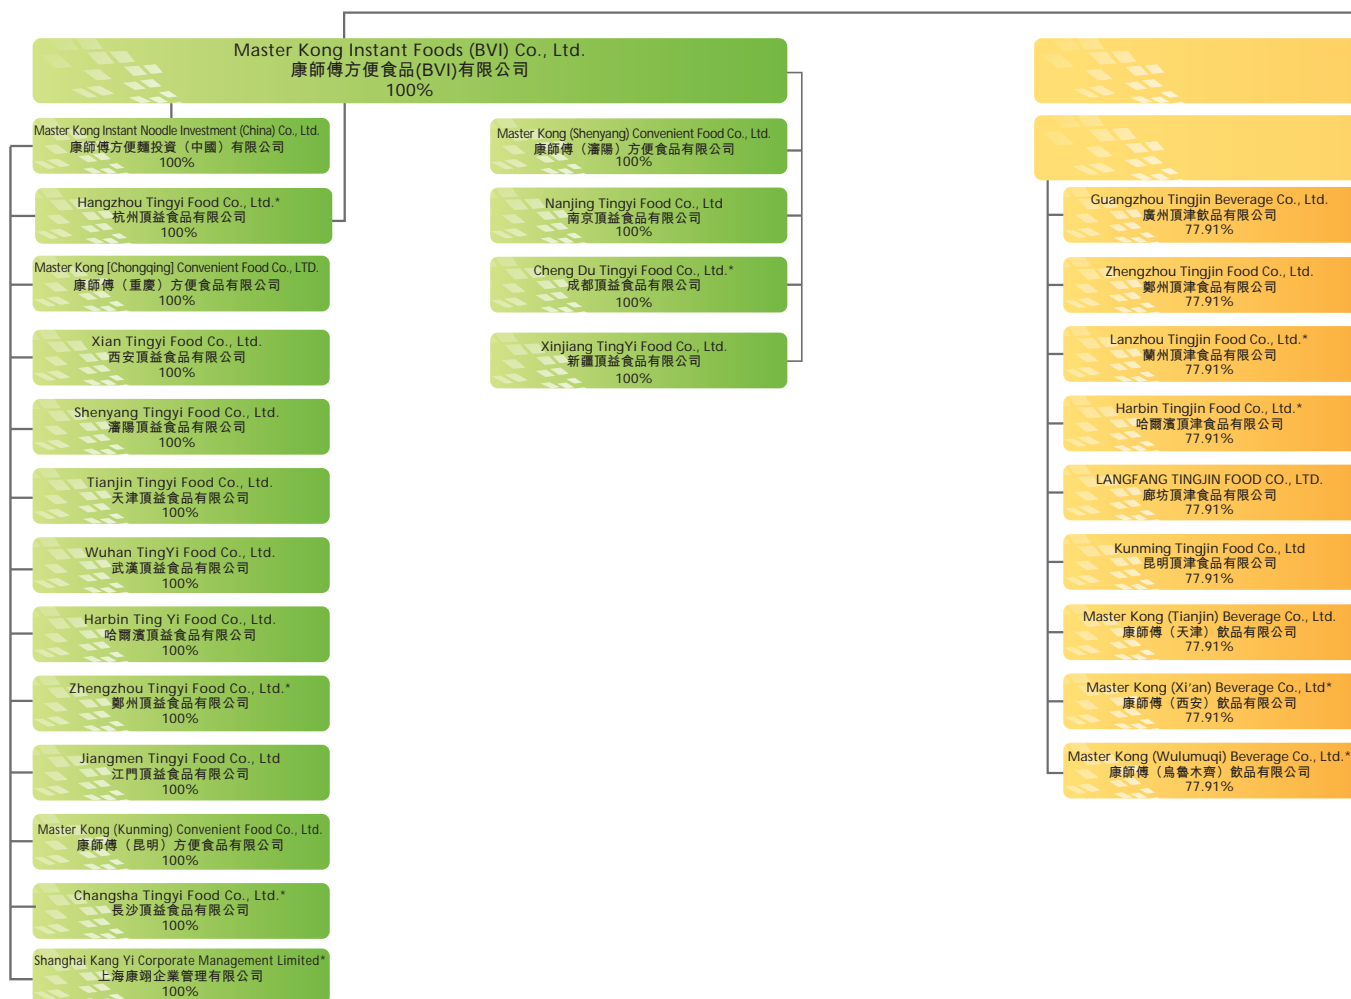 Master Kong Instant Foods (BVI) Co., Ltd.
康師傅方便食品(BVI)有限公司
100%
Master Kong Instant Noodle Investment (China) Co., Ltd.
康師傅方便麵投資（中國）有限公司
100%
Hangzhou Tingyi Food Co., Ltd.*
杭州頂益食品有限公司
100%
Master Kong [Chongqing] Convenient Food Co., LTD.
康師傅（重慶）方便食品有限公司
100%
Xian Tingyi Food Co., Ltd.
西安頂益食品有限公司
100%
Shenyang Tingyi Food Co., Ltd.
瀋陽頂益食品有限公司
100%
Tianjin Tingyi Food Co., Ltd.
天津頂益食品有限公司
100%
Wuhan TingYi Food Co., Ltd.
武漢頂益食品有限公司
100%
Harbin Ting Yi Food Co., Ltd.
哈爾濱頂益食品有限公司
100%
Zhengzhou Tingyi Food Co., Ltd.*
鄭州頂益食品有限公司
100%
Jiangmen Tingyi Food Co., Ltd
江門頂益食品有限公司
100%
Master Kong (Kunming) Convenient Food Co., Ltd.
康師傅（昆明）方便食品有限公司
100%
Changsha Tingyi Food Co., Ltd.*
長沙頂益食品有限公司
100%
Shanghai Kang Yi Corporate Management Limited*
上海康翊企業管理有限公司
100%
Master Kong (Shenyang) Convenient Food Co., Ltd.
康師傅（瀋陽）方便食品有限公司
100%
Nanjing Tingyi Food Co., Ltd
南京頂益食品有限公司
100%
Cheng Du Tingyi Food Co., Ltd.*
成都頂益食品有限公司
100%
Xinjiang TingYi Food Co., Ltd.
新疆頂益食品有限公司
100%
Guangzhou Tingjin Beverage Co., Ltd.
廣州頂津飲品有限公司
77.91%
Zhengzhou Tingjin Food Co., Ltd.
鄭州頂津食品有限公司
77.91%
Lanzhou Tingjin Food Co., Ltd.*
蘭州頂津食品有限公司
77.91%
Harbin Tingjin Food Co., Ltd.*
哈爾濱頂津食品有限公司
77.91%
LANGFANG TINGJIN FOOD CO., LTD.
廊坊頂津食品有限公司
77.91%
Kunming Tingjin Food Co., Ltd
昆明頂津食品有限公司
77.91%
Master Kong (Tianjin) Beverage Co., Ltd.
康師傅（天津）飲品有限公司
77.91%
Master Kong (Xi'an) Beverage Co., Ltd*
康師傅（西安）飲品有限公司
77.91%
Master Kong (Wulumuqi) Beverage Co., Ltd.*
康師傅（烏魯木齊）飲品有限公司
77.91%